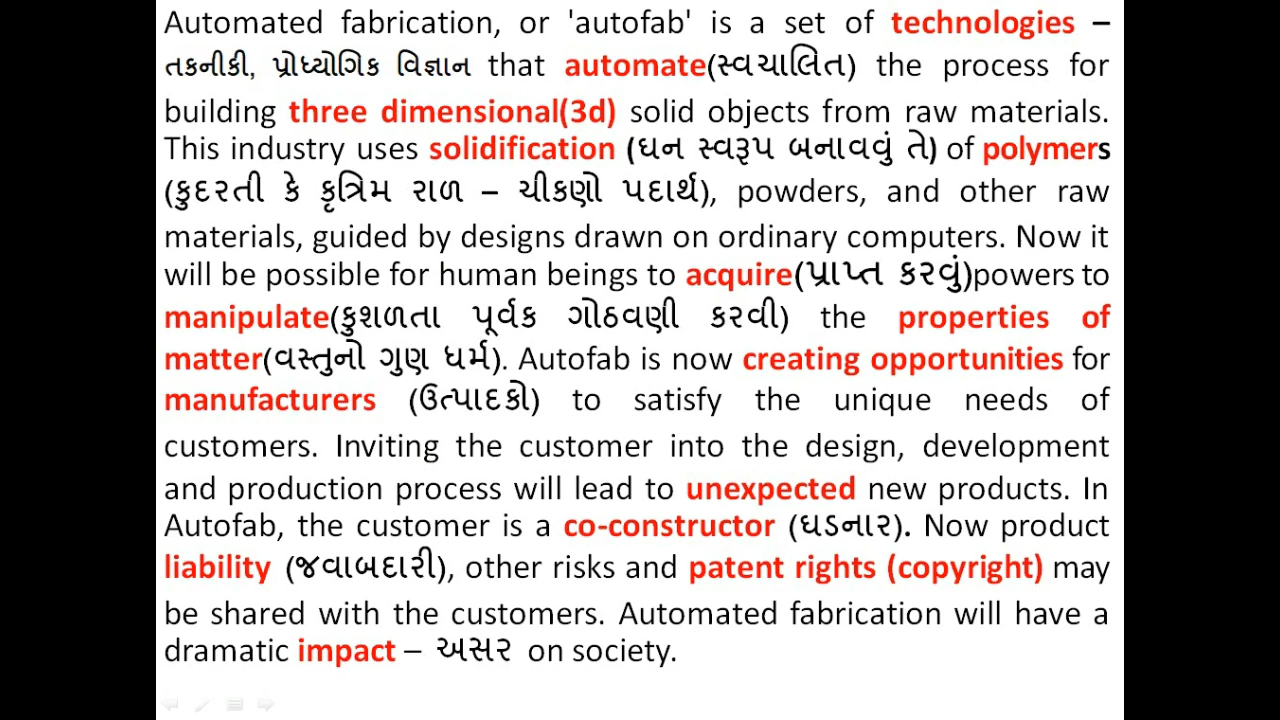 Automated fabrication, or 'autofab' is a set of technologies –
તકનીકી, પ્રોધ્યોગિક વિજ્ઞાન that automate(સ્વચાલિત) the process for
building three dimensional(3d) solid objects from raw materials.
This industry uses solidification (ઘન સ્વરૂપ બનાવવું તે) of polymers
(કુદરતી કે કૃત્રિમ રાળ – ચીકણો પદાર્થ), powders, and other raw
materials, guided by designs drawn on ordinary computers. Now it
will be possible for human beings to acquire(પ્રાપ્ત કરવું)powers to
manipulate(કુશળતા પૂર્વક ગોઠવણી કરવી) the properties of
matter(વસ્તુનો ગુણ ધર્મ). Autofab is now creating opportunities for
manufacturers (ઉત્પાદકો) to satisfy the unique needs of
customers. Inviting the customer into the design, development
and production process will lead to unexpected new products. In
Autofab, the customer is a co-constructor (ઘડનાર). Now product
liability (જવાબદારી), other risks and patent rights (copyright) may
be shared with the customers. Automated fabrication will have a
dramatic impact – અસર on society.